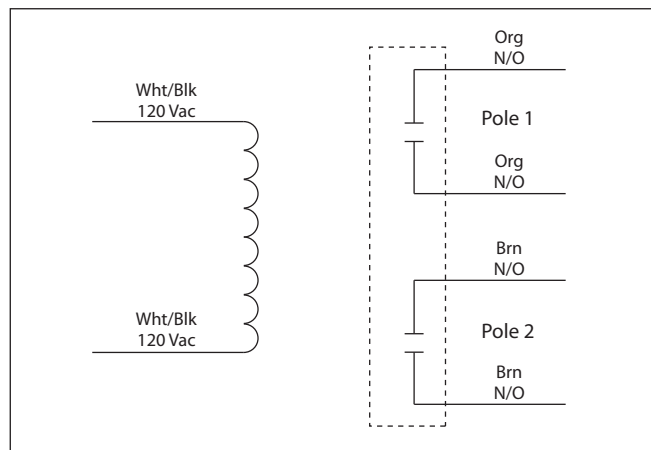 Wht/Blk
120 Vac
Wht/Blk
120 Vac
Org
N/O
Pole 1
Org
N/O
Brn
N/O
Pole 2
Brn
N/O